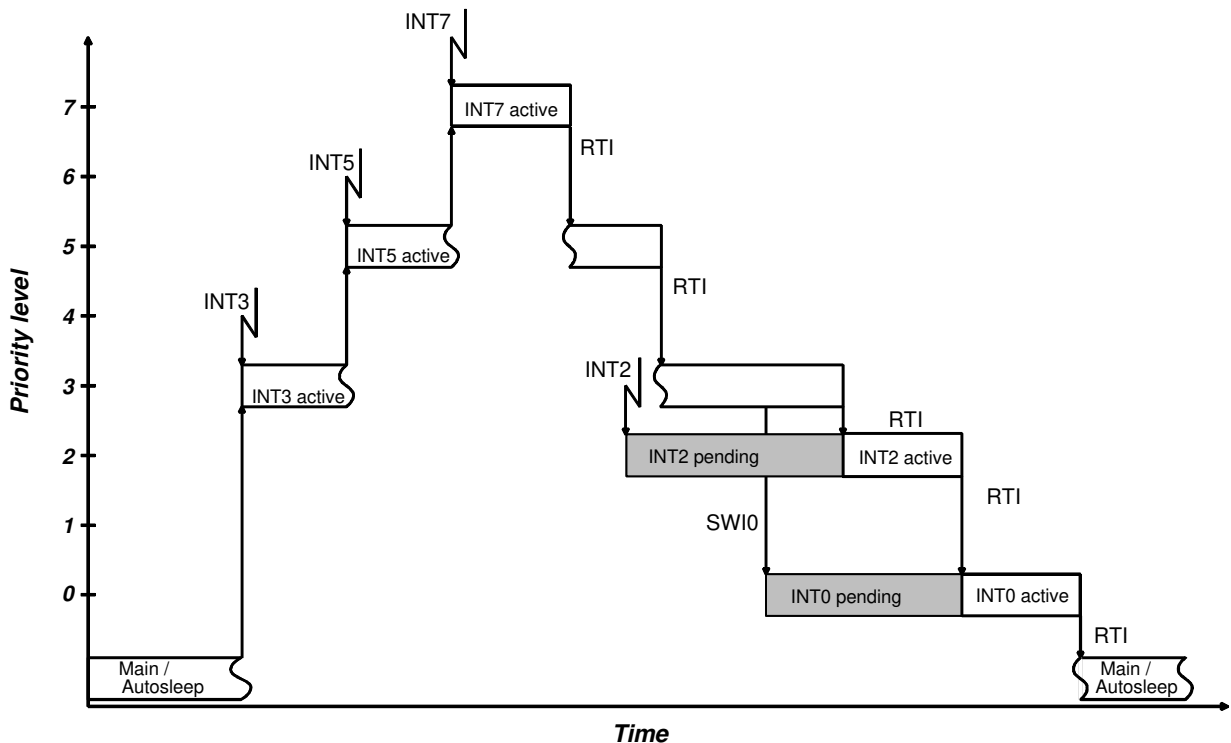 INT7
7
INT7 active
RTI
INT5
6
5
INT5 active
RTI
INT3
4
INT2
3
INT3 active
RTI
2
INT2 pending
INT2 active
RTI
1
SWI0
0
INT0 pending
INT0 active
RTI
Main /
Autosleep
Main /
Autosleep
Priority level
Time